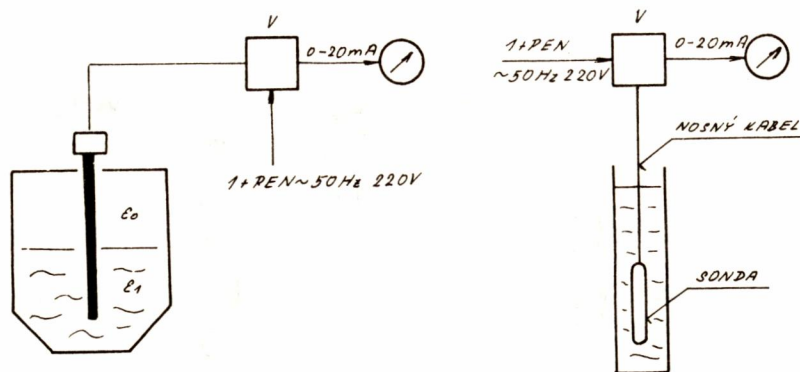 V
0-20mA
1+PEN~50Hz 220V
ε0
ε1
V
1+PEN
~50Hz 220V
0-20mA
NOSNÝ KABEL
SONDA